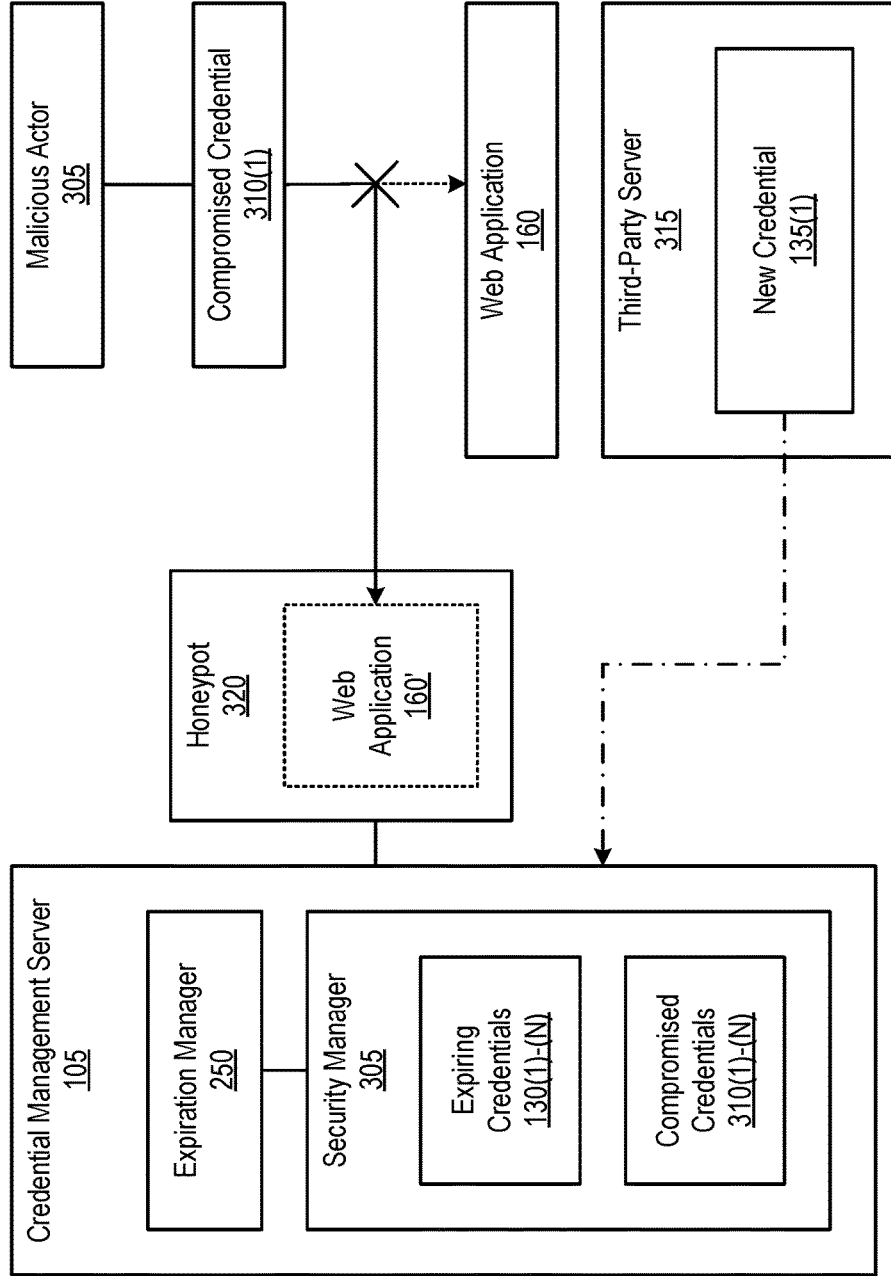 Credential Management Server
105
Expiration Manager
250
Security Manager
305
Expiring
Credentials
130(1)-(N)
Compromised
Credentials
310(1)-(N)
Honeypot
320
Web
Application
160'
Malicious Actor
305
Compromised Credential
310(1)
Web Application
160
Third-Party Server
315
New Credential
135(1)